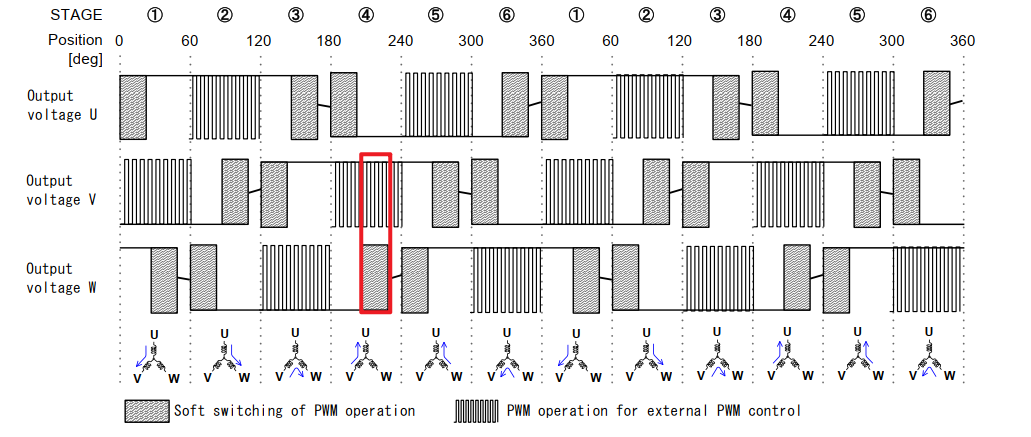 STAGE ① ② ③ ④ ⑤ ⑥ ① ② ③ ④ ⑤ ⑥
Position 0 60 120 180 240 300 360 60 120 180 240 300 360
[deg]
Output
voltage U
Output
voltage V
Output
voltage W
U U U U U U U U U U U U
V W V W V W V W V W V W V W V W V W V W V W V W
Soft switching of PWM operation PWM operation for external PWM control